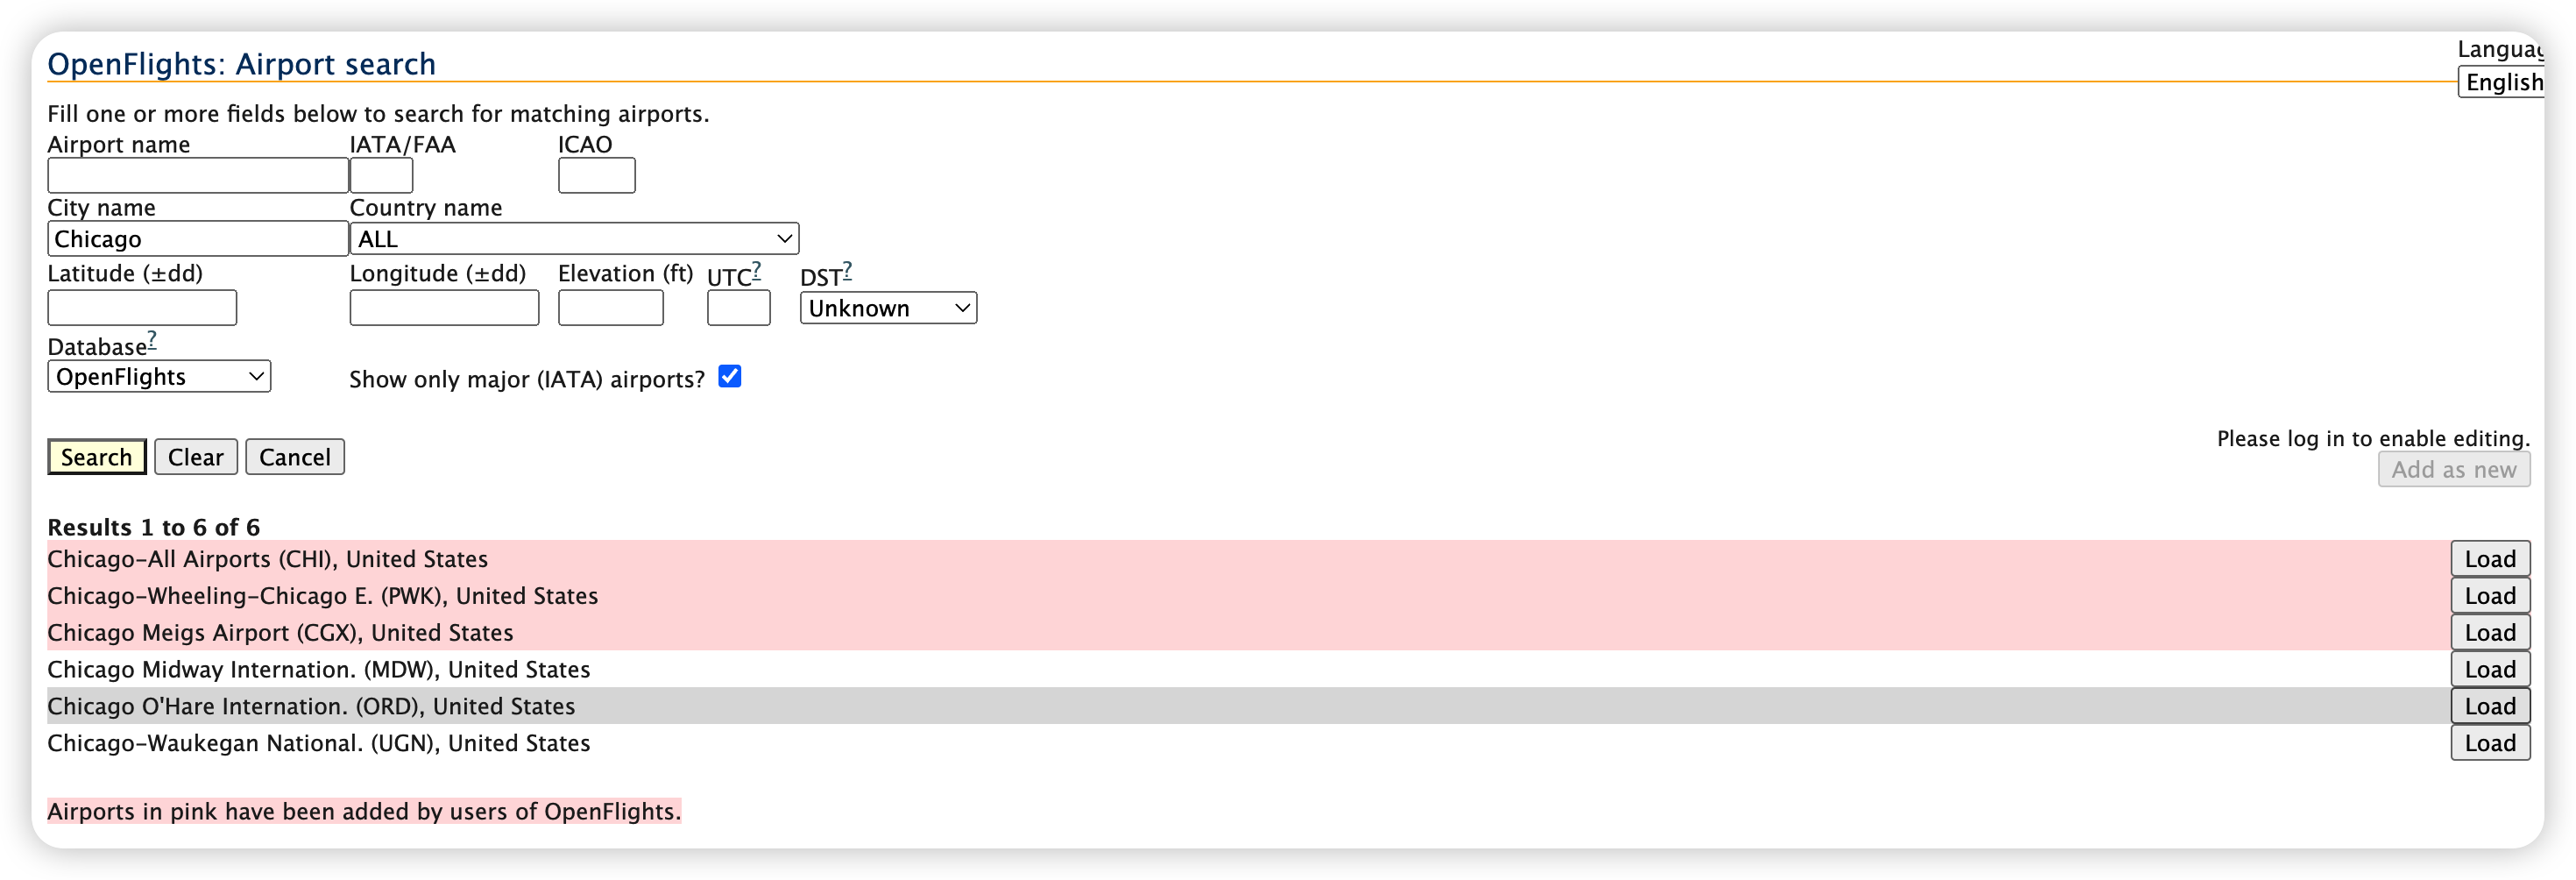 OpenFlights: Airport search
Language
English
Fill one or more fields below to search for matching airports.
Airport name IATA/FAA ICAO
City name Country name
Chicago ALL
Latitude (±dd) Longitude (±dd) Elevation (ft) UTC? DST?
Unknown
Database?
OpenFlights Show only major (IATA) airports?
Please log in to enable editing.
Search Clear Cancel
Add as new
Results 1 to 6 of 6
Chicago-All Airports (CHI), United States Load
Chicago-Wheeling-Chicago E. (PWK), United States Load
Chicago Meigs Airport (CGX), United States Load
Chicago Midway Internation. (MDW), United States Load
Chicago O'Hare Internation. (ORD), United States Load
Chicago-Waukegan National. (UGN), United States Load
Airports in pink have been added by users of OpenFlights.